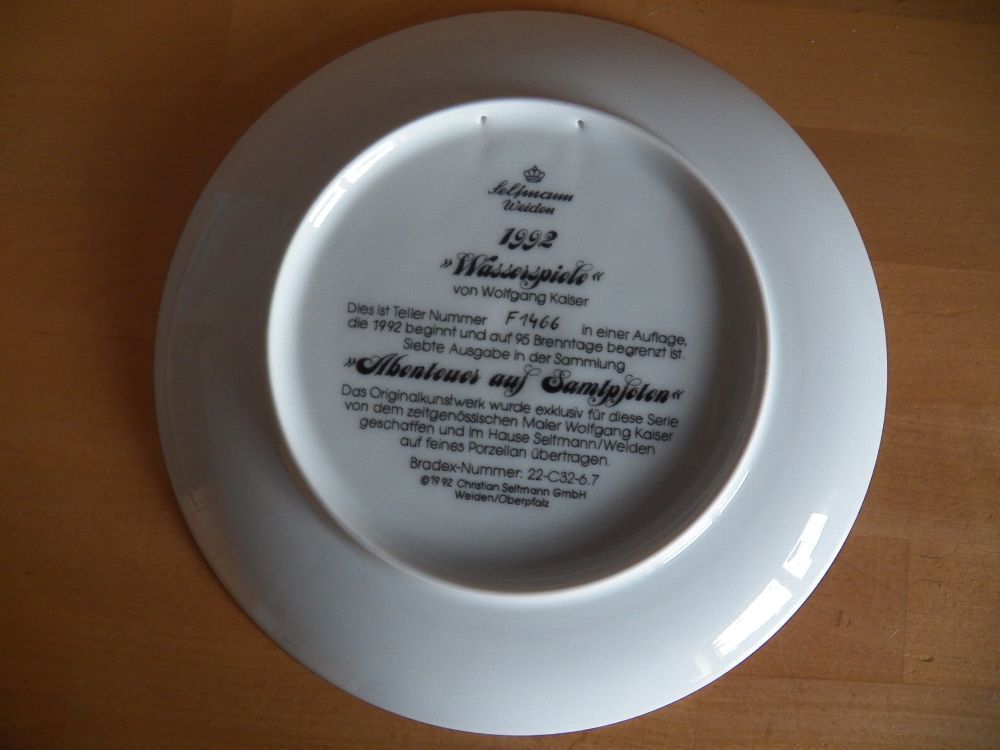 Seltmann
Weiden
1992
»Wasserspiele«
von Wolfgang Kaiser
Dies ist Teller Nummer F1466 in einer Auflage,
die 1992 beginnt und auf 95 Brenntage begrenzt ist.
Siebte Ausgabe in der Sammlung
»Abenteuer auf Samtpfoten«
Das Originalkunstwerk wurde exklusiv für diese Serie
von dem zeitgenössischen Maler Wolfgang Kaiser
geschaffen und im Hause Seltmann/Weiden
auf feines Porzellan übertragen.
Bradex-Nummer: 22-C32-6.7
©1992 Christian Seltmann GmbH
Weiden/Oberpfalz